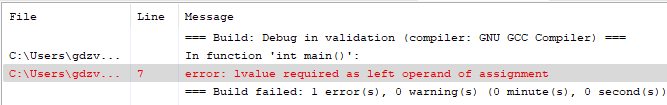 File Line Message
=== Build: Debug in validation (compiler: GNU GCC Compiler) ===
C:\Users\gdzv... In function 'int main()':
C:\Users\gdzv... 7 error: lvalue required as left operand of assignment
=== Build failed: 1 error(s), 0 warning(s) (0 minute(s), 0 second(s))